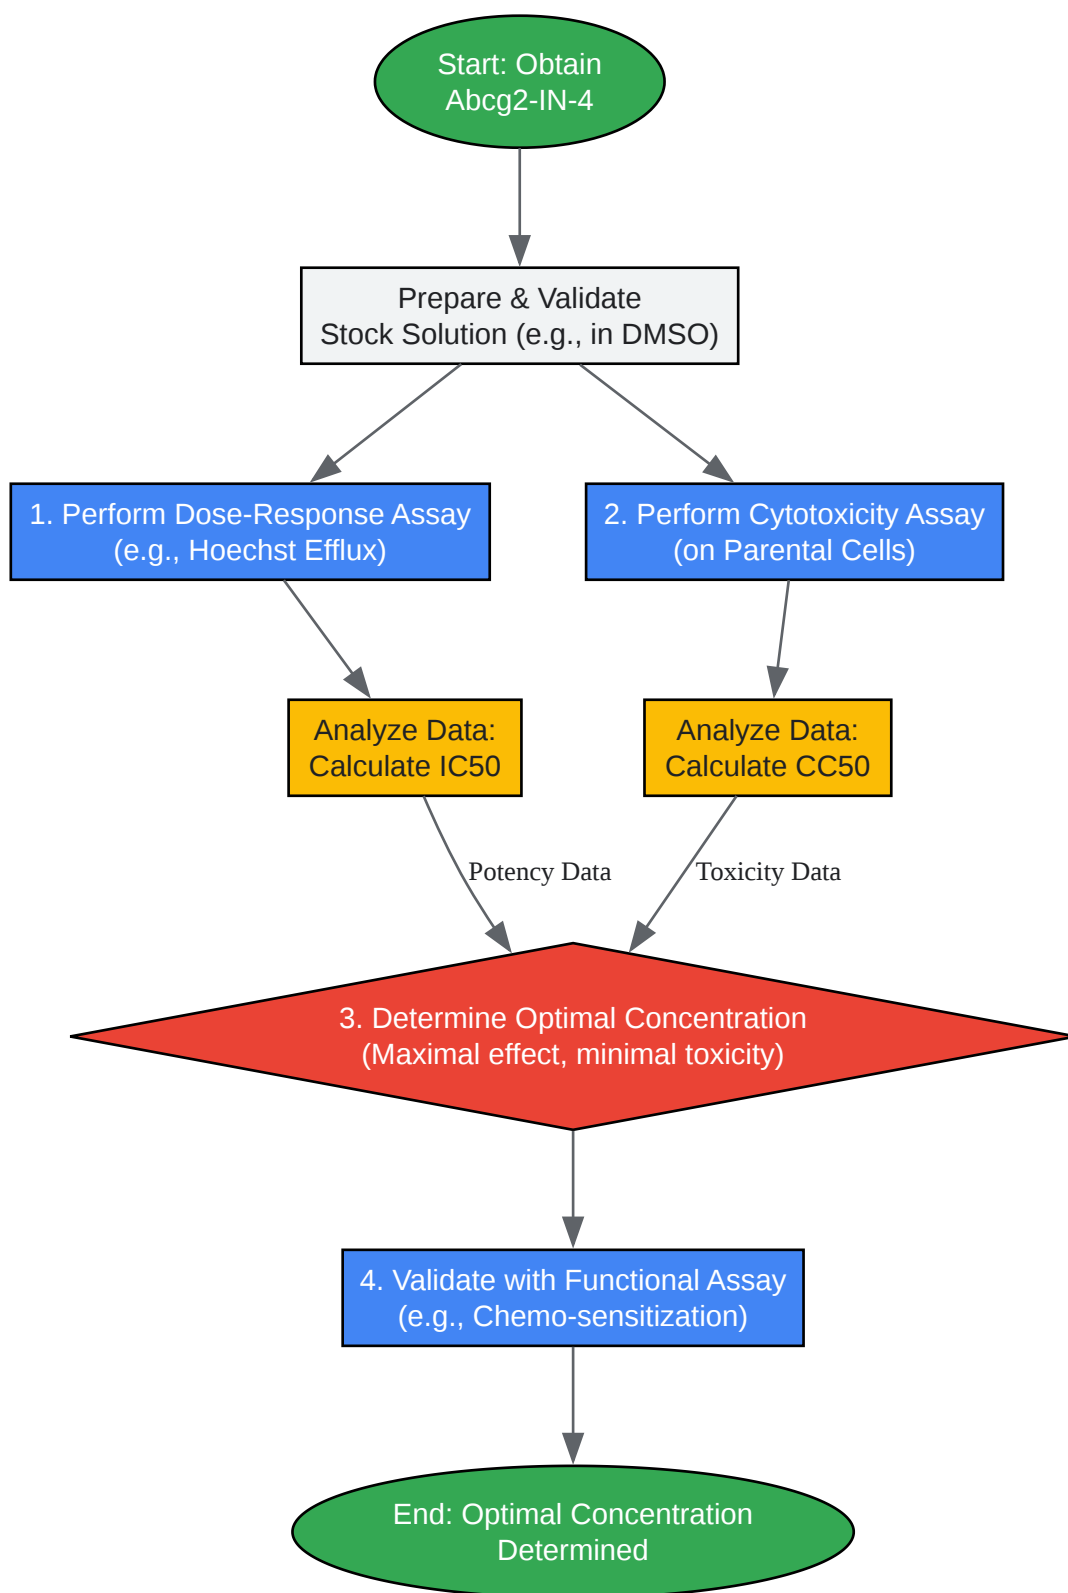 Start: Obtain
Abcg2-IN-4
Prepare & Validate
Stock Solution (e.g., in DMSO)
1. Perform Dose-Response Assay
(e.g., Hoechst Efflux)
2. Perform Cytotoxicity Assay
(on Parental Cells)
Analyze Data:
Calculate IC50
Analyze Data:
Calculate CC50
Potency Data
Toxicity Data
3. Determine Optimal Concentration
(Maximal effect, minimal toxicity)
4. Validate with Functional Assay
(e.g., Chemo-sensitization)
End: Optimal Concentration
Determined